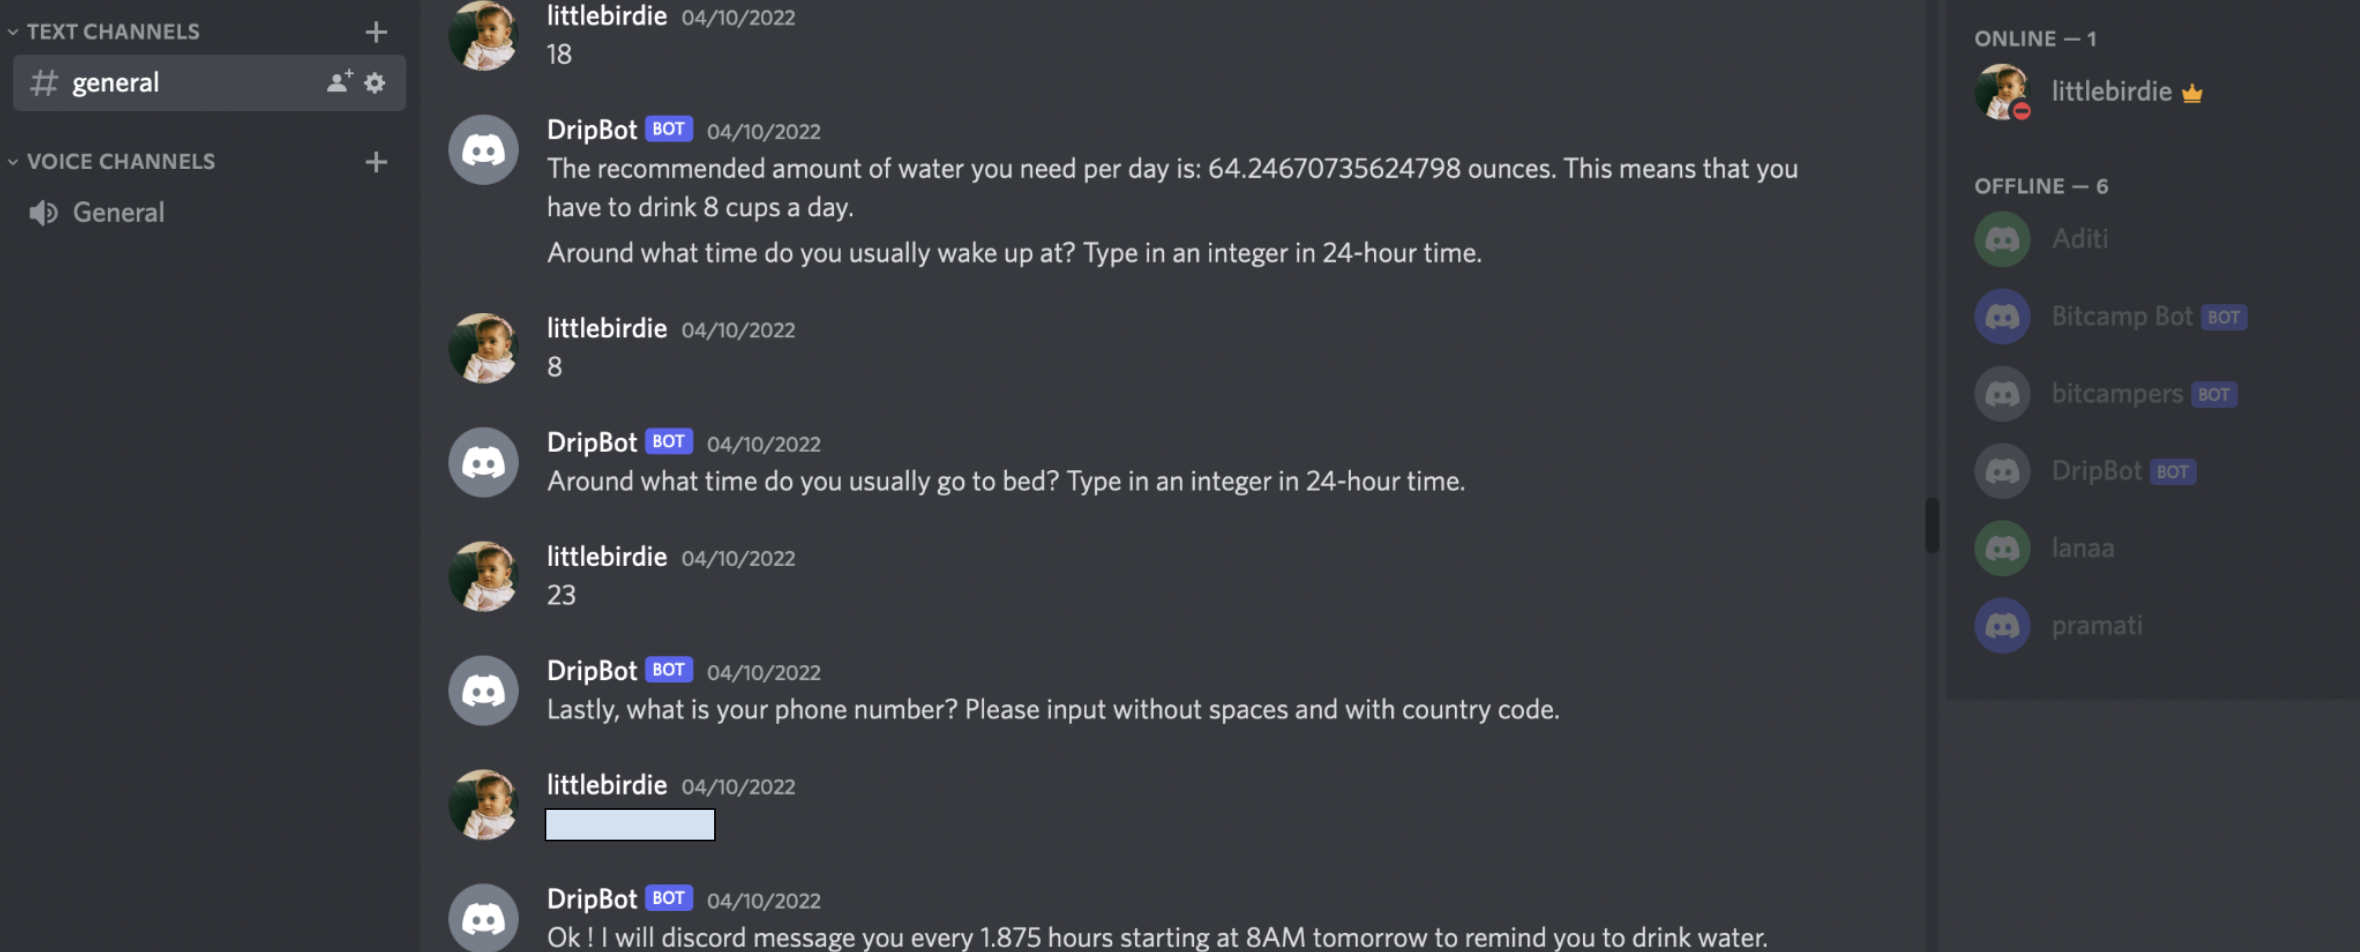 TEXT CHANNELS
general
VOICE CHANNELS
General
littlebirdie 04/10/2022
18
DripBot BOT 04/10/2022
The recommended amount of water you need per day is: 64.24670735624798 ounces. This means that you
have to drink 8 cups a day.
Around what time do you usually wake up at? Type in an integer in 24-hour time.
littlebirdie 04/10/2022
8
DripBot BOT 04/10/2022
Around what time do you usually go to bed? Type in an integer in 24-hour time.
littlebirdie 04/10/2022
23
DripBot BOT 04/10/2022
Lastly, what is your phone number? Please input without spaces and with country code.
littlebirdie 04/10/2022
DripBot BOT 04/10/2022
Ok ! I will discord message you every 1.875 hours starting at 8AM tomorrow to remind you to drink water.
ONLINE — 1
littlebirdie
OFFLINE — 6
Aditi
Bitcamp Bot BOT
bitcampers BOT
DripBot BOT
lanaa
pramati